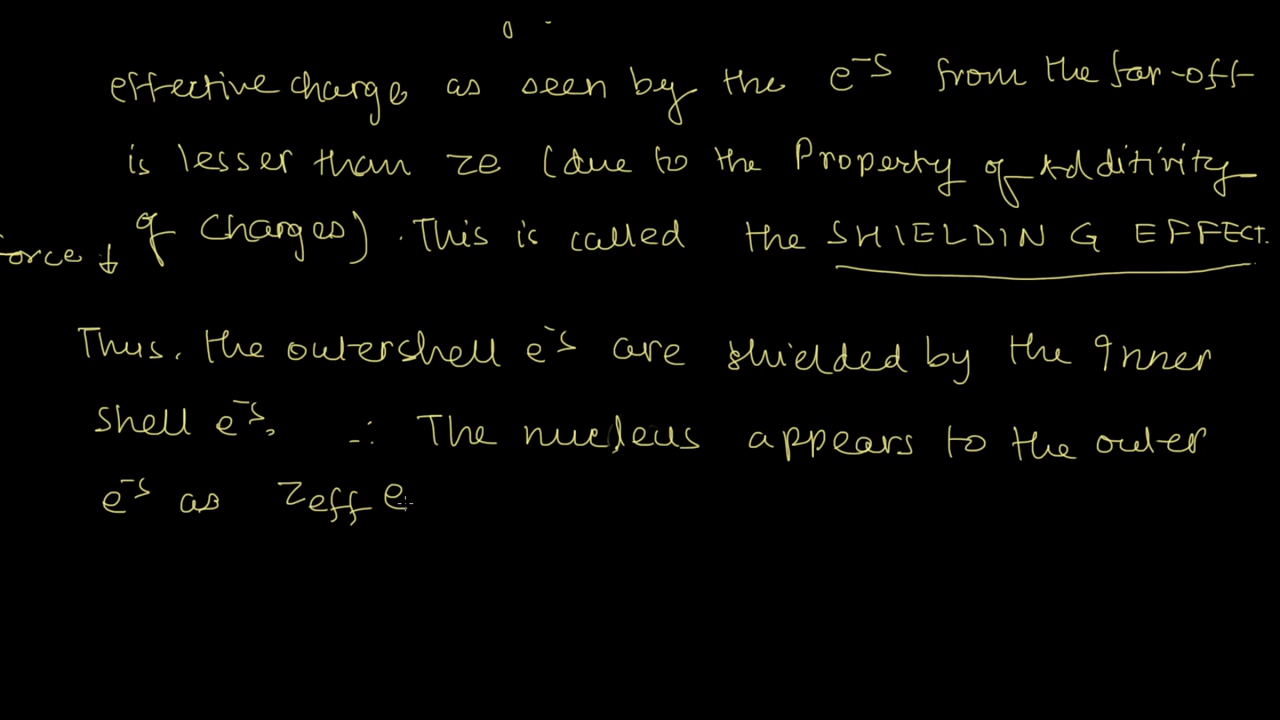 effective charge as seen by the e⁻s from the far-off
is lesser than ze (due to the Property of Additivity
of Charges). This is called the SHIELDING EFFECT.
force ↓
Thus, the outershell e⁻s are shielded by the inner
shell e⁻s. ∴ The nucleus appears to the outer
e⁻s as Zeff e